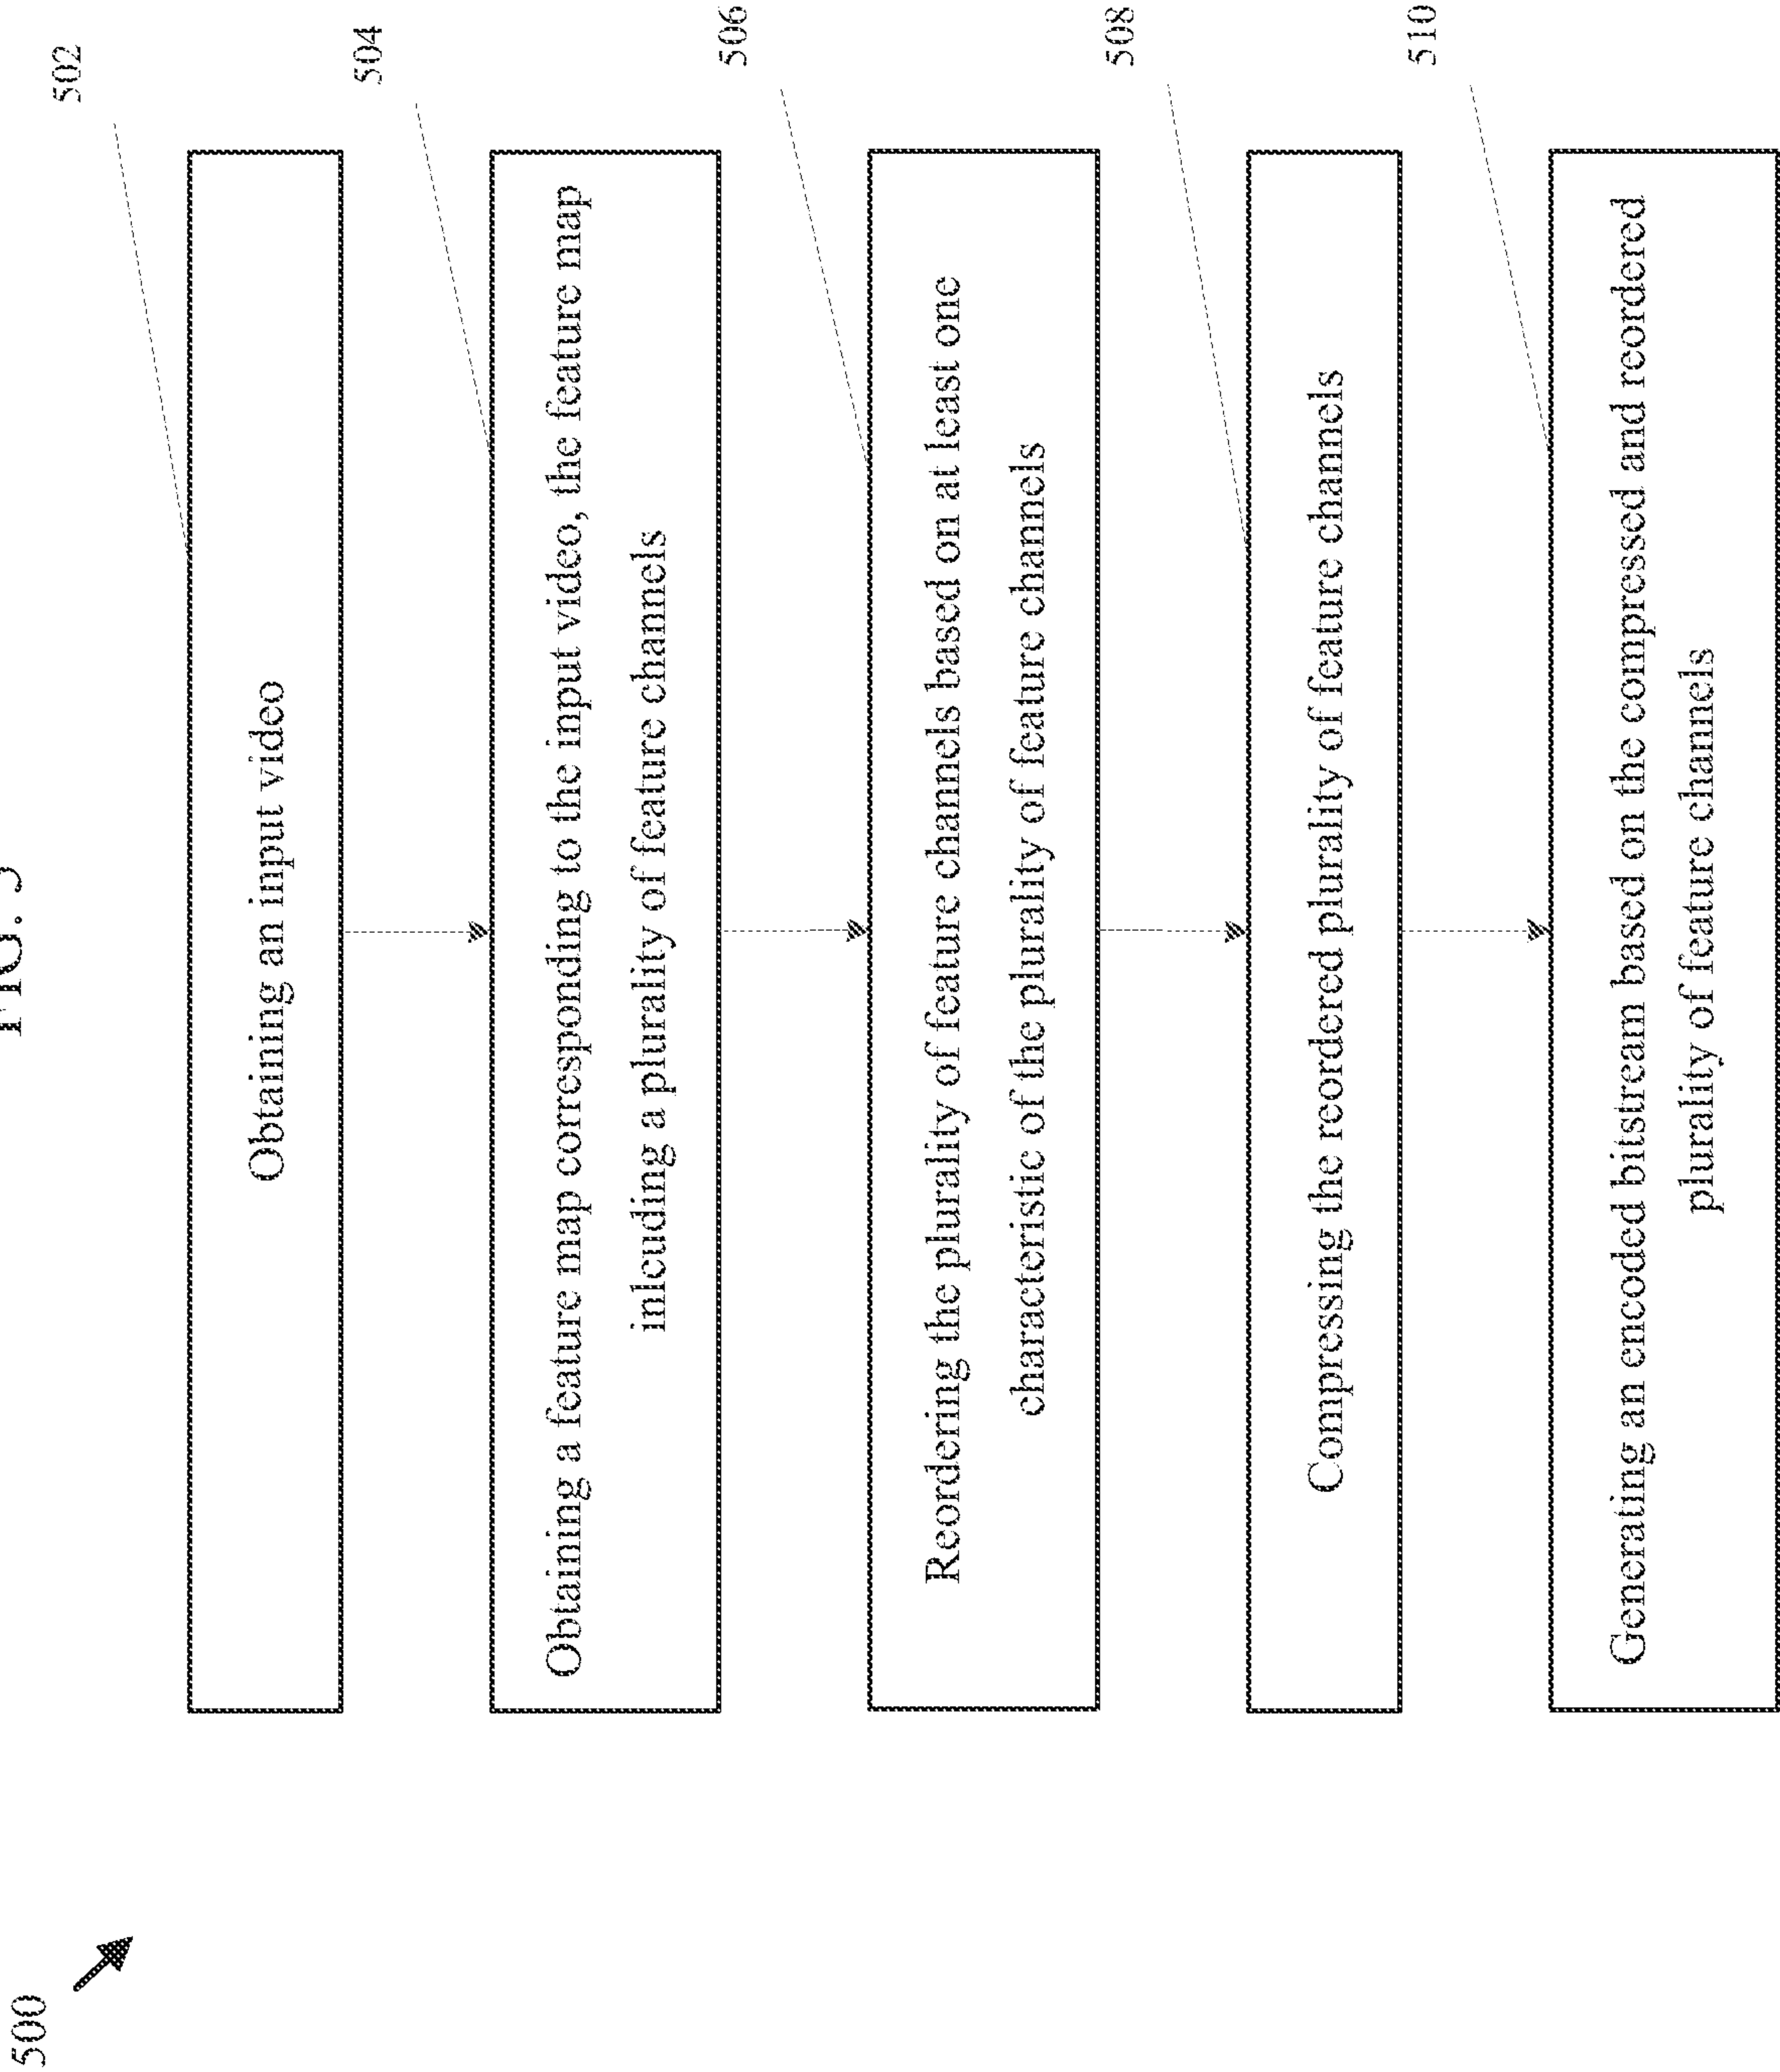 FIG. 5
500
502
Obtaining an input video
504
Obtaining a feature map corresponding to the input video, the feature map
inlcuding a plurality of feature channels
506
Reordering the plurality of feature channels based on at least one
characteristic of the plurality of feature channels
508
Compressing the reordered plurality of feature channels
510
Generating an encoded bitstream based on the compressed and reordered
plurality of feature channels